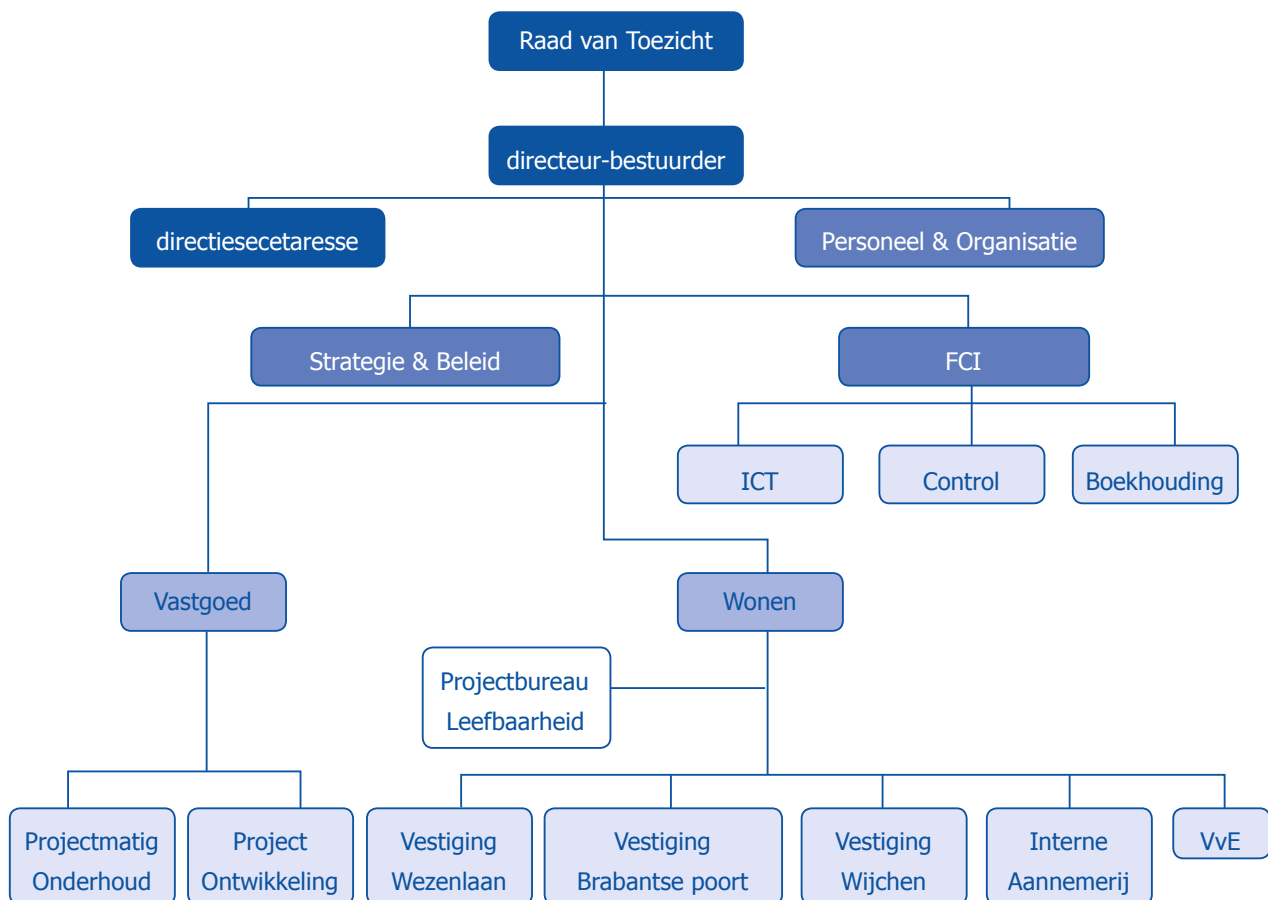 Raad van Toezicht
directeur-bestuurder
directiesecetaresse
Personeel & Organisatie
Strategie & Beleid
FCI
ICT
Control
Boekhouding
Vastgoed
Wonen
Projectbureau
Leefbaarheid
Projectmatig
Onderhoud
Project
Ontwikkeling
Vestiging
Wezenlaan
Vestiging
Brabantse poort
Vestiging
Wijchen
Interne
Aannemerij
VvE